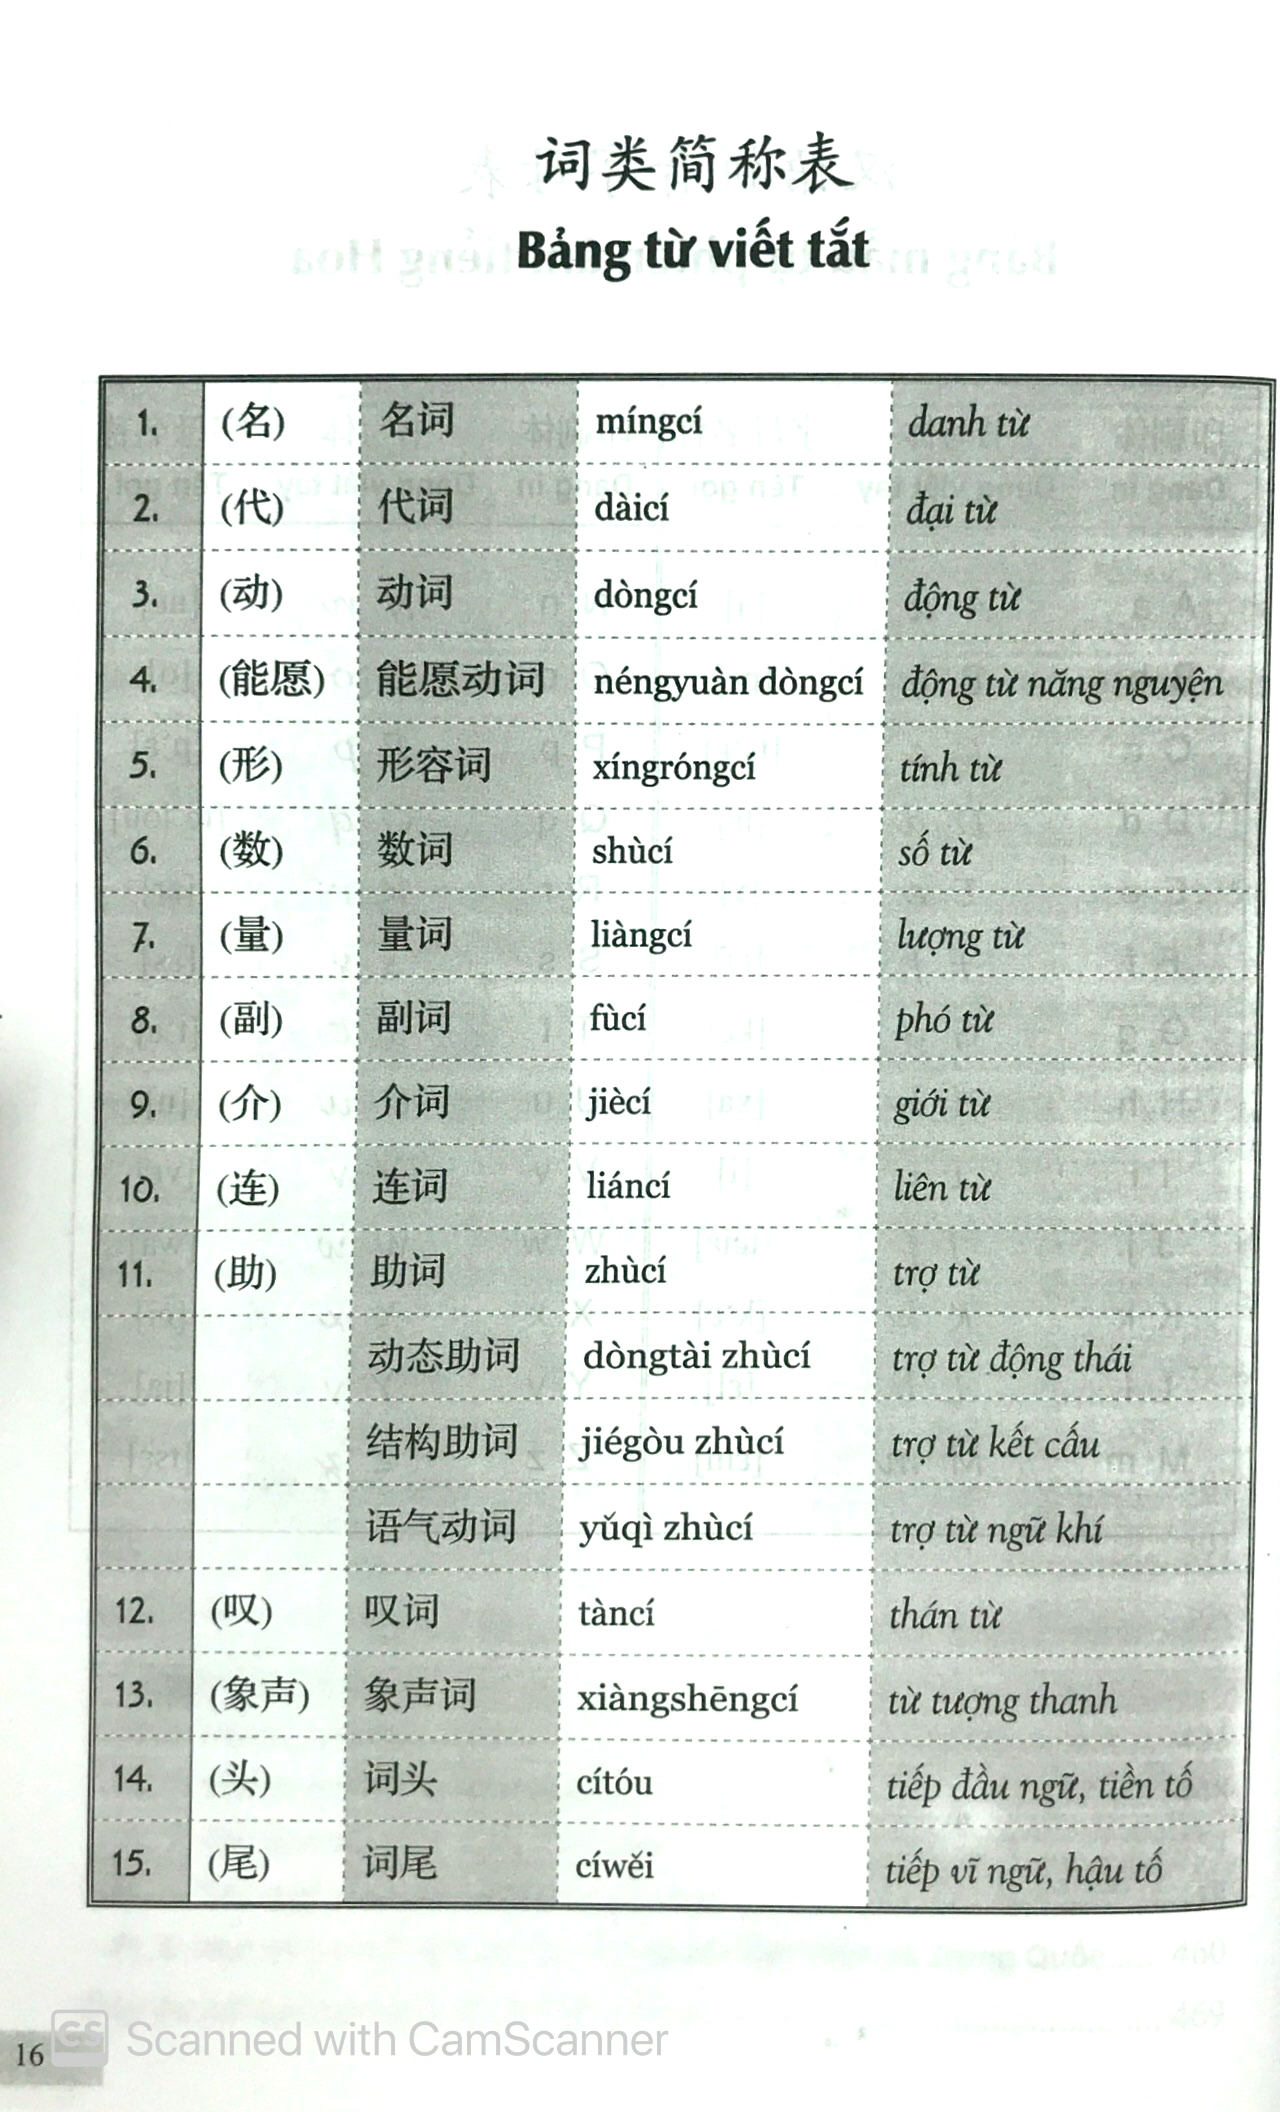 词类简称表
Bảng từ viết tắt
1. (名) 名词 míngcí danh từ
2. (代) 代词 dàicí đại từ
3. (动) 动词 dòngcí động từ
4. (能愿) 能愿动词 néngyuàn dòngcí động từ năng nguyện
5. (形) 形容词 xíngróngcí tính từ
6. (数) 数词 shùcí số từ
7. (量) 量词 liàngcí lượng từ
8. (副) 副词 fùcí phó từ
9. (介) 介词 jiècí giới từ
10. (连) 连词 liáncí liên từ
11. (助) 助词 zhùcí trợ từ
动态助词 dòngtài zhùcí trợ từ động thái
结构助词 jiégòu zhùcí trợ từ kết cấu
语气动词 yǔqì zhùcí trợ từ ngữ khí
12. (叹) 叹词 tàncí thán từ
13. (象声) 象声词 xiàngshēngcí từ tượng thanh
14. (头) 词头 cítóu tiếp đầu ngữ, tiền tố
15. (尾) 词尾 cíwěi tiếp vĩ ngữ, hậu tố
16
CS Scanned with CamScanner